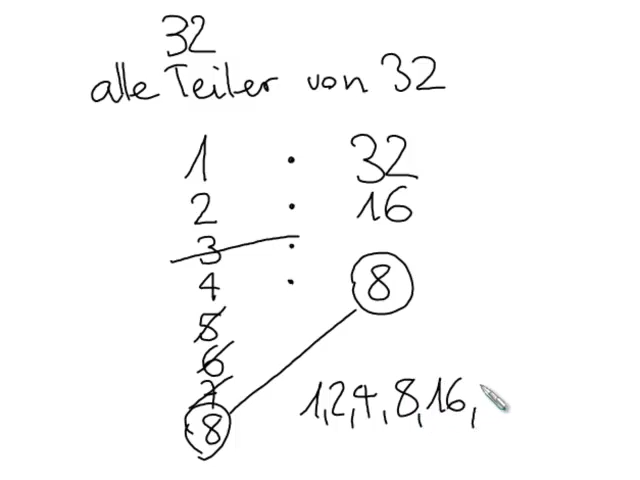 32
alle Teiler von 32
1 · 32
2 · 16
3 ·
4 · 8
5
6
7
8
1,2,4,8,16,